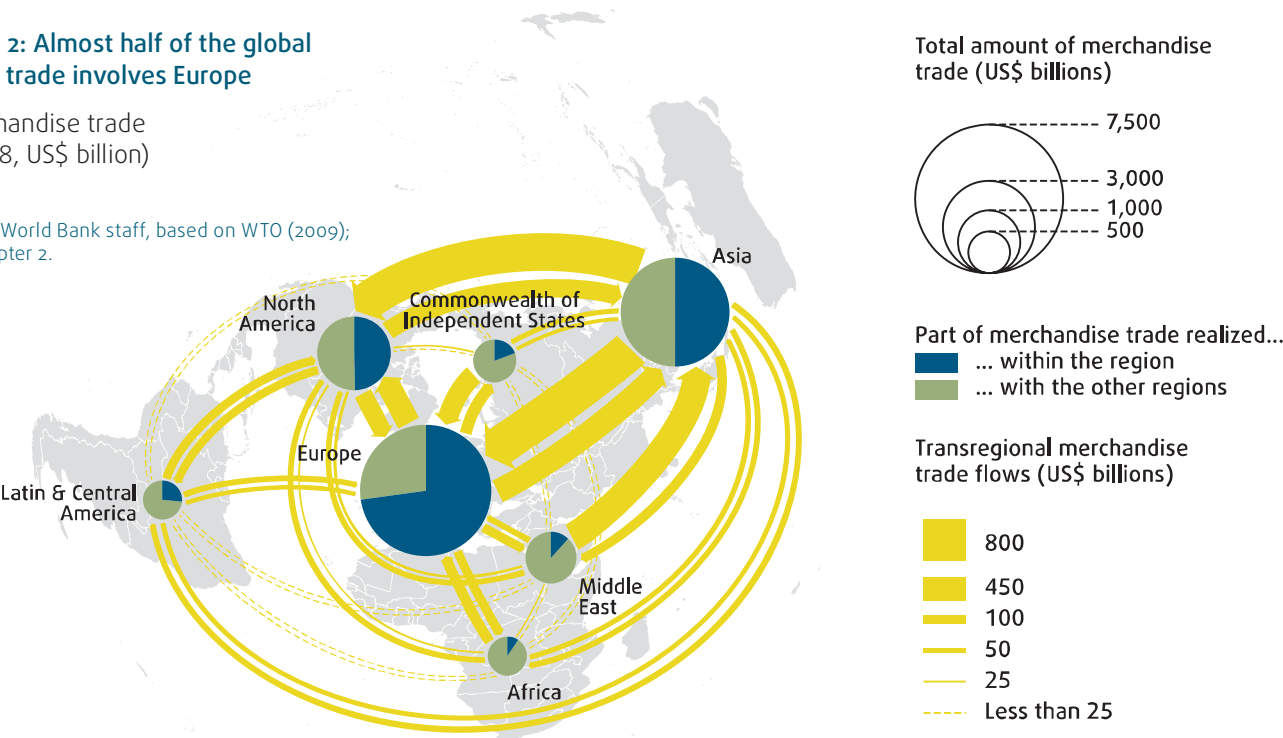 2: Almost half of the global
trade involves Europe
handise trade
8, US$ billion)
World Bank staff, based on WTO (2009);
pter 2.
Total amount of merchandise
trade (US$ billions)
7,500
3,000
1,000
500
Part of merchandise trade realized...
... within the region
... with the other regions
Transregional merchandise
trade flows (US$ billions)
800
450
100
50
25
Less than 25
Asia
North
America
Commonwealth of
Independent States
Europe
Latin & Central
America
Middle
East
Africa